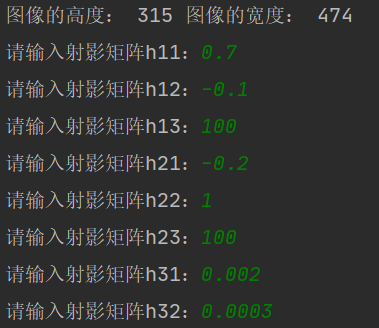 图像的高度： 315 图像的宽度： 474
请输入射影矩阵h11：0.7
请输入射影矩阵h12：-0.1
请输入射影矩阵h13：100
请输入射影矩阵h21：-0.2
请输入射影矩阵h22：1
请输入射影矩阵h23：100
请输入射影矩阵h31：0.002
请输入射影矩阵h32：0.0003